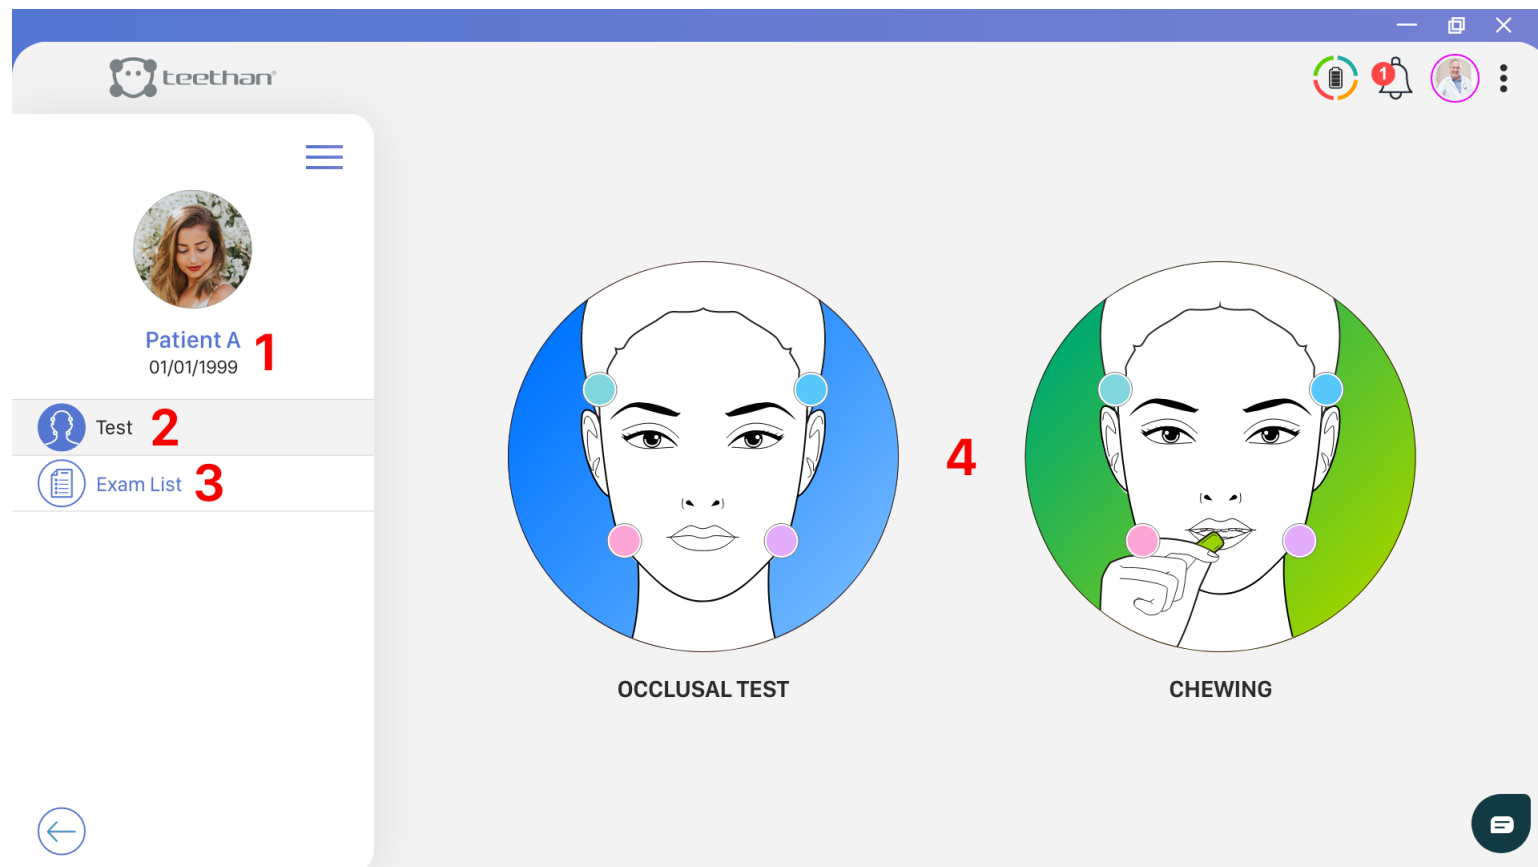 teethan®
1
Patient A 1
01/01/1999
Test 2
Exam List 3
4
OCCLUSAL TEST
CHEWING